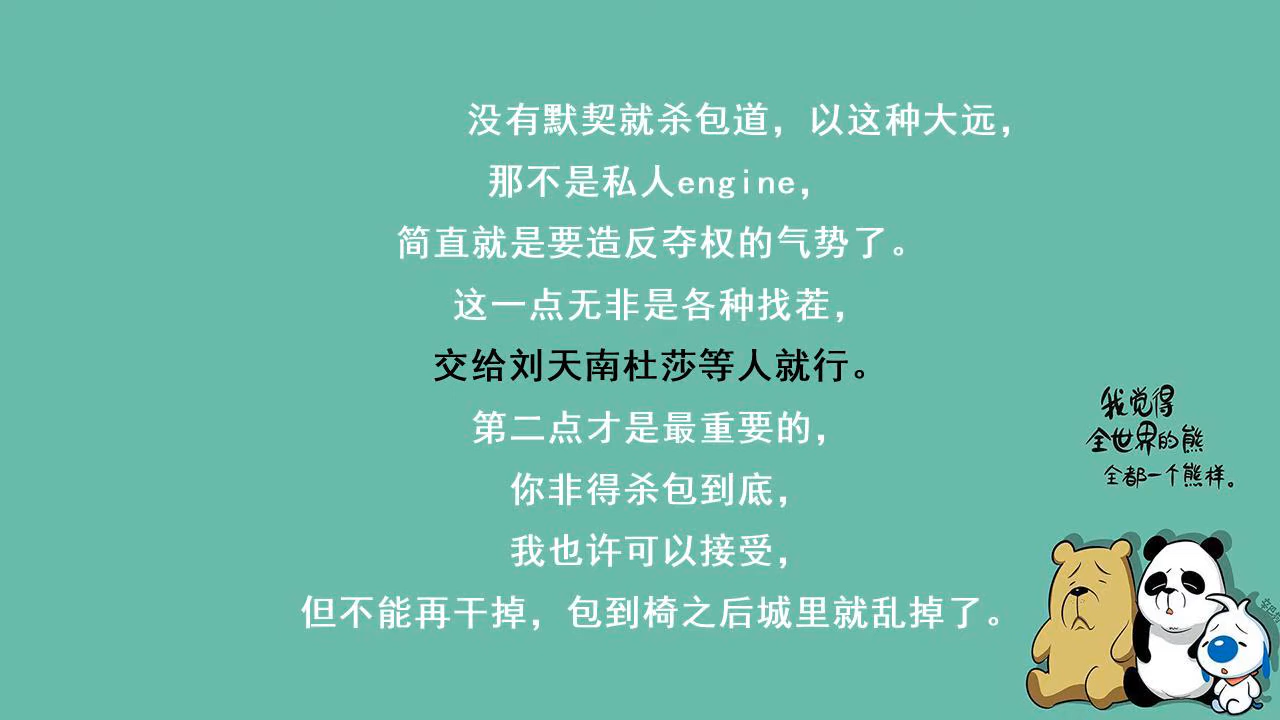 没有默契就杀包道，以这种大远，
那不是私人engine，
简直就是要造反夺权的气势了。
这一点无非是各种找茬，
交给刘天南杜莎等人就行。
第二点才是最重要的，
你非得杀包到底，
我也许可以接受，
但不能再干掉，包到椅之后城里就乱掉了。
我觉得
全世界的熊
全都一个熊样。